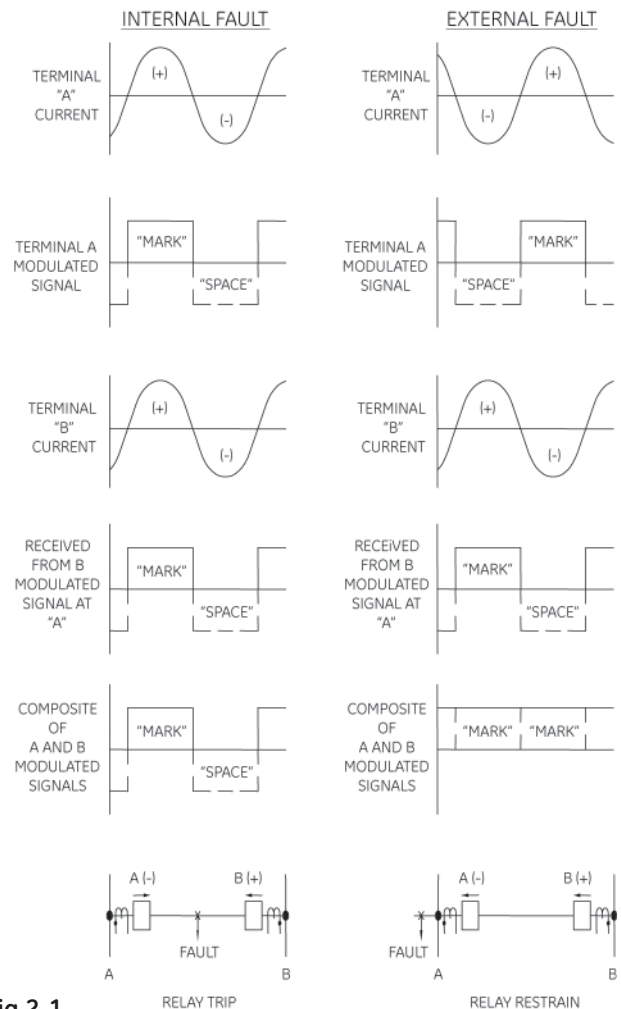 INTERNAL FAULT
EXTERNAL FAULT
TERMINAL
"A"
CURRENT
(+)
(-)
TERMINAL
"A"
CURRENT
(-)
(+)
TERMINAL A
MODULATED
SIGNAL
"MARK"
"SPACE"
TERMINAL A
MODULATED
SIGNAL
"SPACE"
"MARK"
TERMINAL
"B"
CURRENT
(+)
(-)
TERMINAL
"B"
CURRENT
(+)
(-)
RECEIVED
FROM B
MODULATED
SIGNAL AT
"A"
"MARK"
"SPACE"
RECEiVED
FROM B
MODULATED
SIGNAL AT
"A"
"MARK"
"SPACE"
COMPOSITE
OF
A AND B
MODULATED
SIGNALS
"MARK"
"SPACE"
COMPOSITE
OF
A AND B
MODULATED
SIGNALS
"MARK"
"MARK"
A (-)
B (+)
FAULT
A
B
RELAY TRIP
A (-)
B (+)
FAULT
A
B
RELAY RESTRAIN